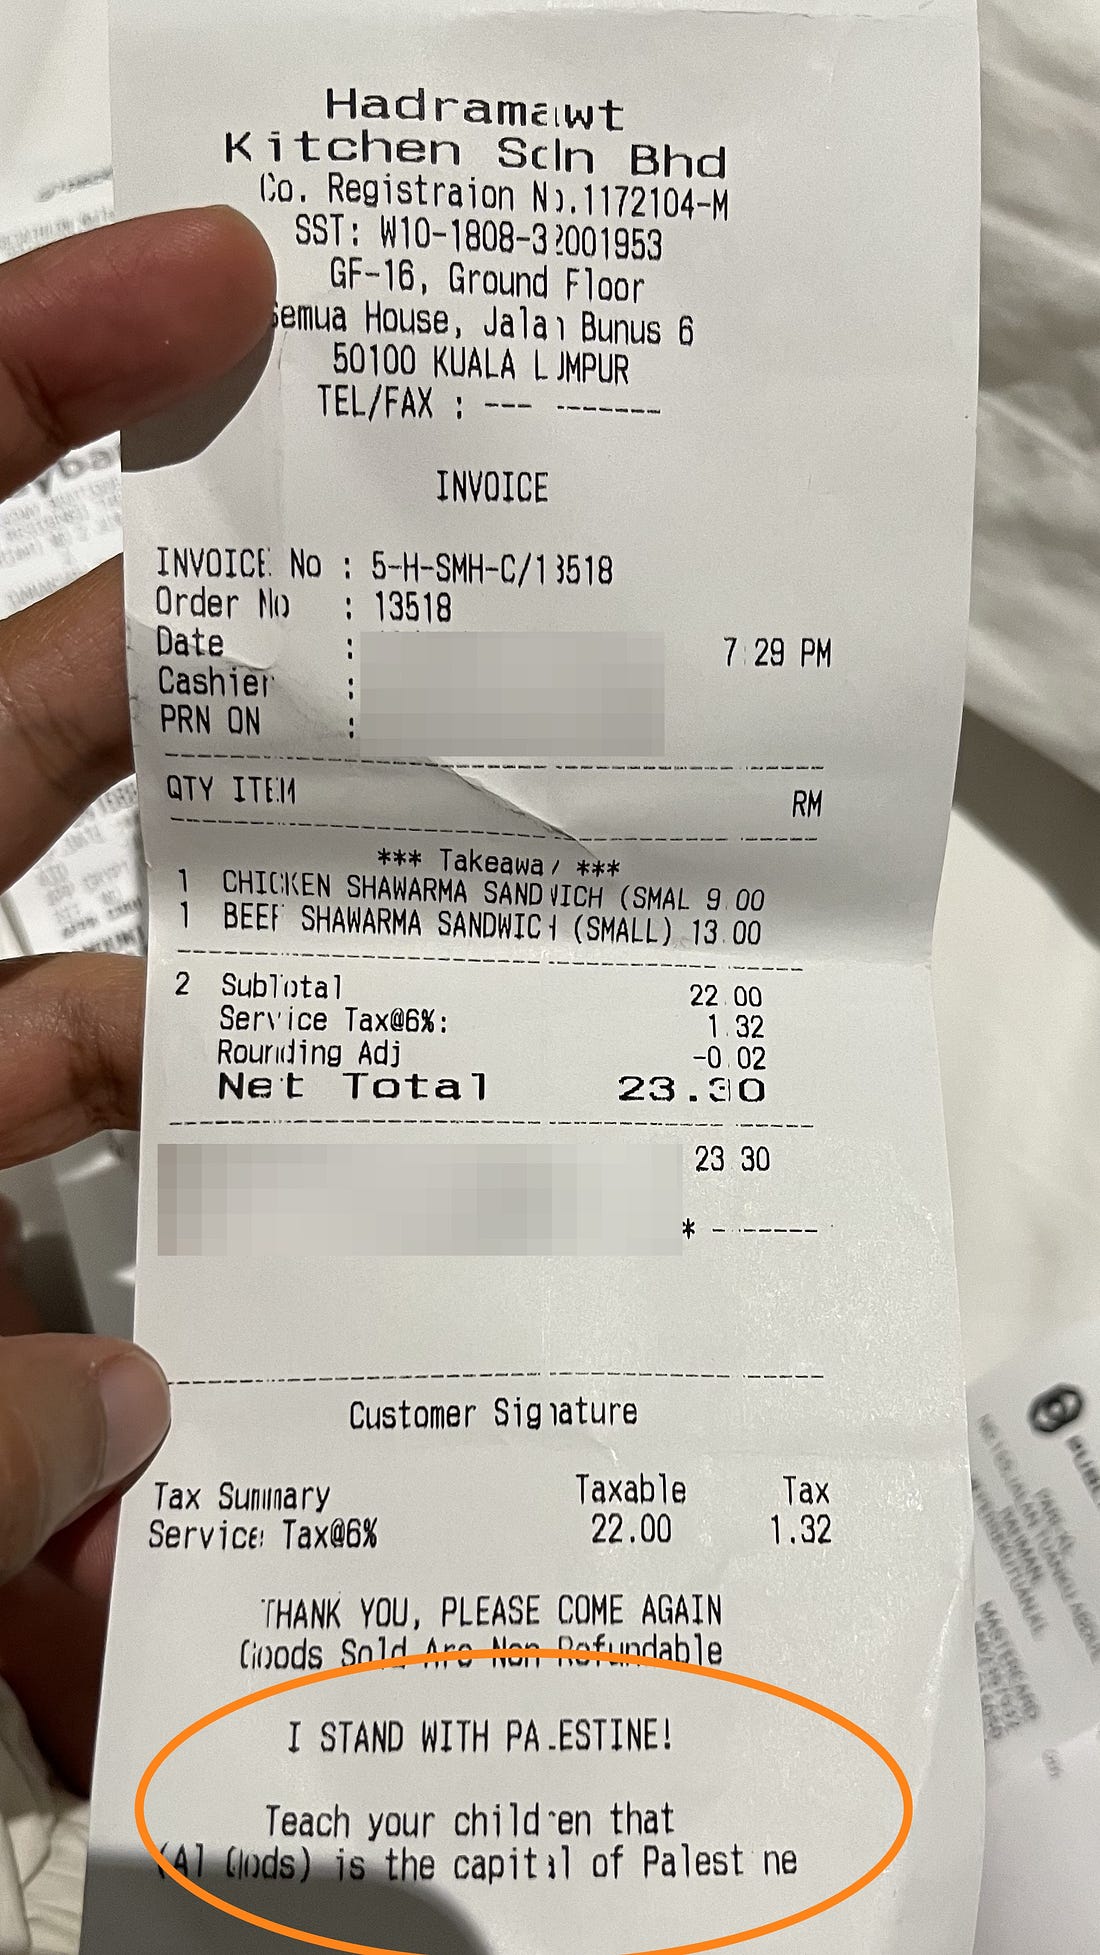 Hadramawt
Kitchen Sdn Bhd
Co. Registraion No.1172104-M
SST: W10-1808-32001953
GF-16, Ground Floor
Semua House, Jalan Bunus 6
50100 KUALA LUMPUR
TEL/FAX : --- -------
INVOICE
INVOICE No : 5-H-SMH-C/13518
Order No : 13518
Date : 7:29 PM
Cashier :
PRN ON :
QTY ITEM RM
*** Takeaway ***
1 CHICKEN SHAWARMA SANDWICH (SMAL 9.00
1 BEEF SHAWARMA SANDWICH (SMALL) 13.00
2 SubTotal 22.00
Service Tax@6%: 1.32
Rounding Adj -0.02
Net Total 23.30
23.30
* -------
Customer Signature
Tax Summary Taxable Tax
Service Tax@6% 22.00 1.32
THANK YOU, PLEASE COME AGAIN
Goods Sold Are Non Refundable
I STAND WITH PALESTINE!
Teach your children that
(Al Qods) is the capital of Palestine